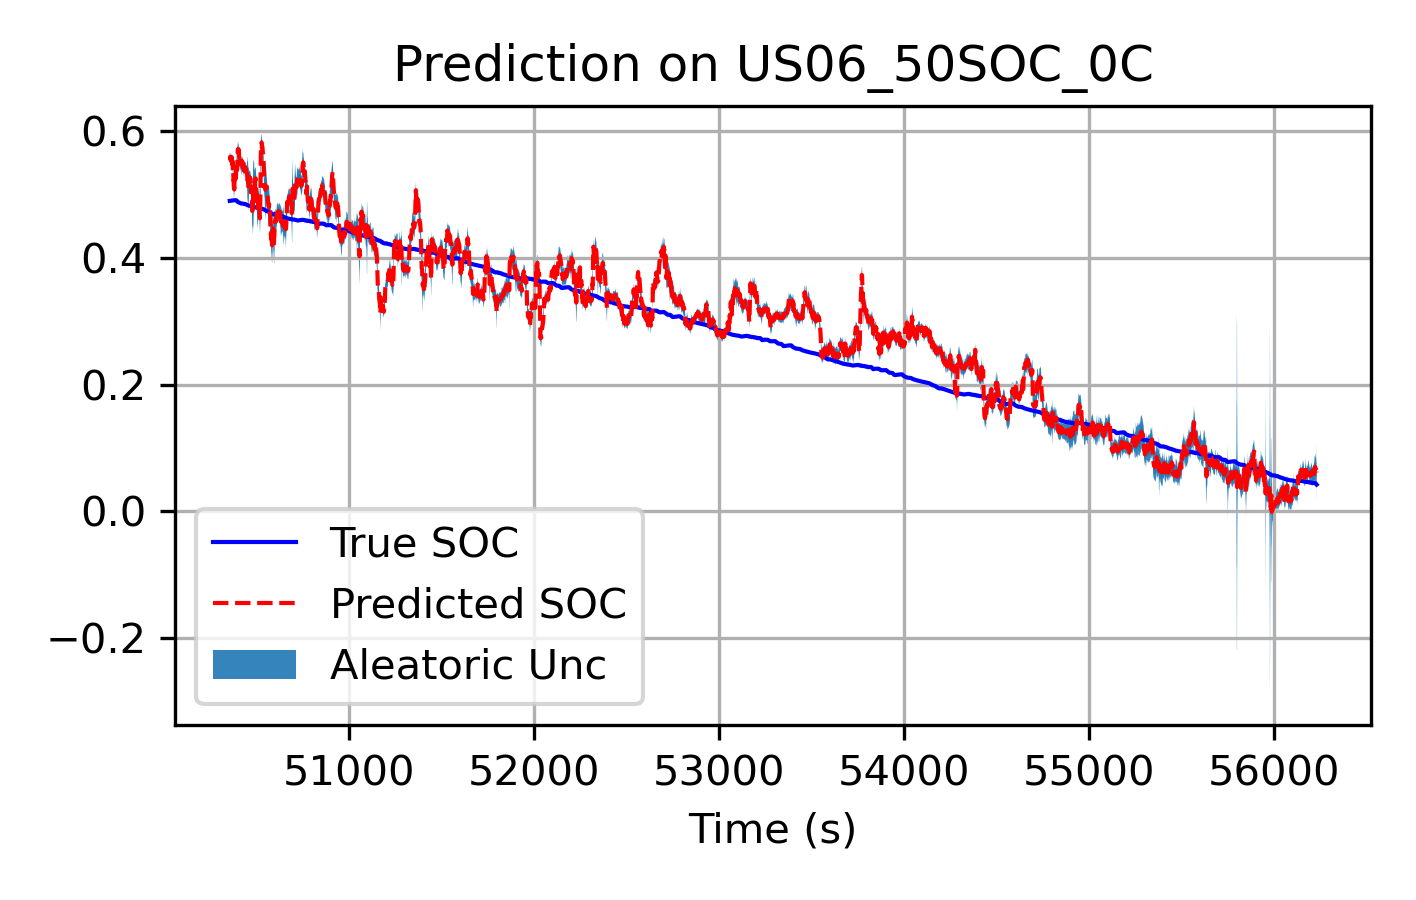 Prediction on US06_50SOC_0C
0.6
0.4
0.2
0.0
−0.2
True SOC
Predicted SOC
Aleatoric Unc
51000 52000 53000 54000 55000 56000
Time (s)